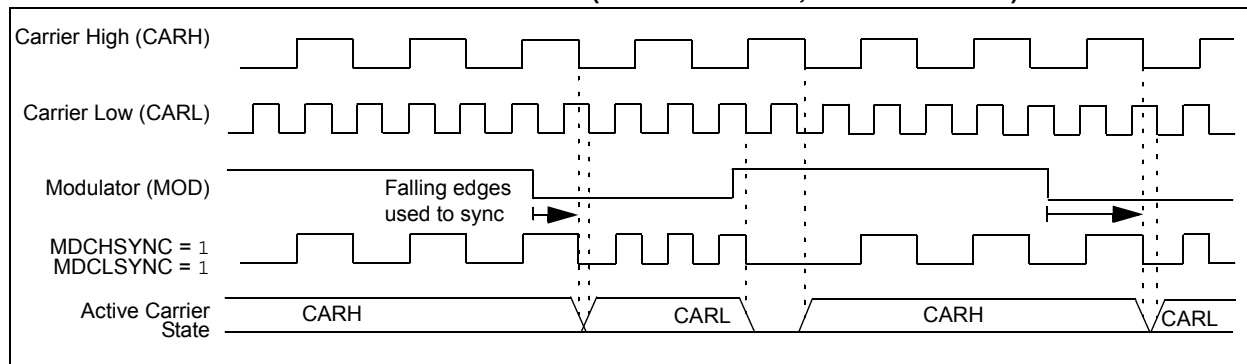 Carrier High (CARH)
Carrier Low (CARL)
Modulator (MOD)
Falling edges
used to sync
MDCHSYNC = 1
MDCLSYNC = 1
Active Carrier
State
CARH
CARL
CARH
CARL